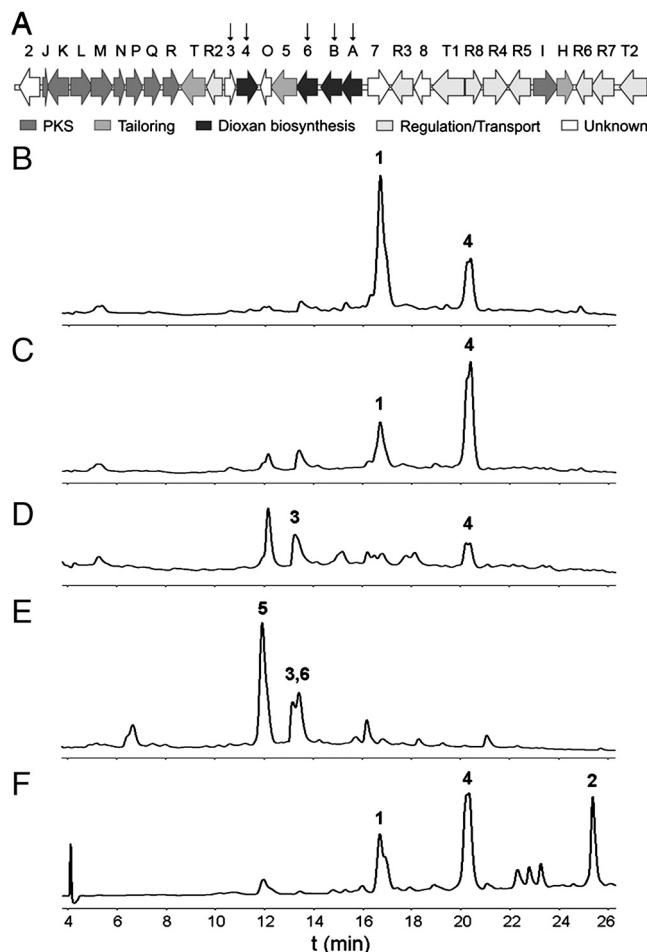 A
2 J K L M N P Q R T R2 3 4 O 5 6 B A 7 R3 8 T1 R8 R4 R5 I H R6 R7 T2
PKS Tailoring Dioxan biosynthesis Regulation/Transport Unknown
B
1
4
C
4
1
D
3
4
E
5
3,6
F
1
4
2
4 6 8 10 12 14 16 18 20 22 24 26
t (min)